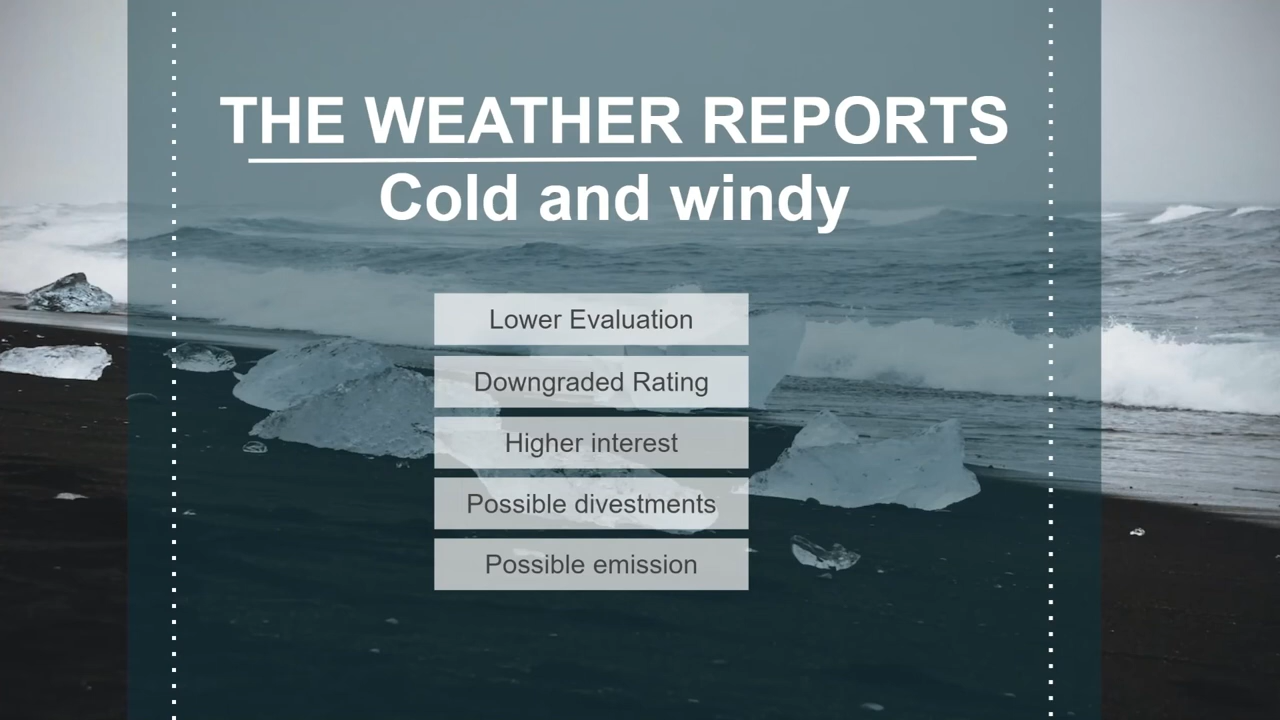 THE WEATHER REPORTS
Cold and windy
Lower Evaluation
Downgraded Rating
Higher interest
Possible divestments
Possible emission